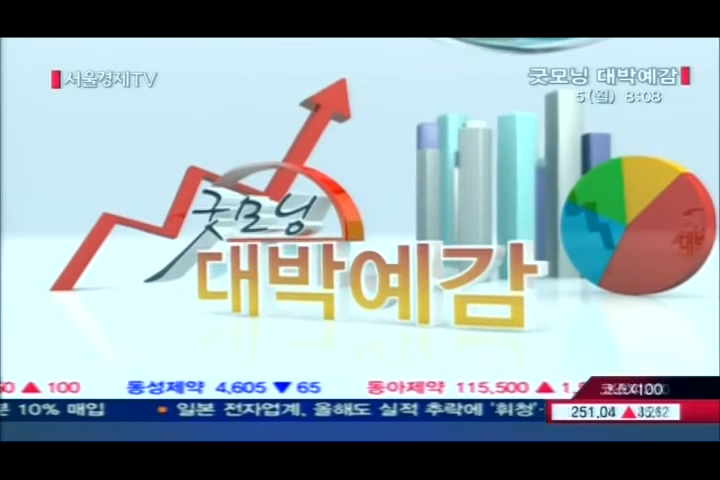 서울경제TV
굿모닝 대박예감
5(월) 8:08
굿모닝
대박예감
100 동성제약 4,605 ▼ 65 동아제약 115,500 ▲
10% 매입 • 일본 전자업계, 올해도 실적 추락에 '휘청'
251.04 ▲